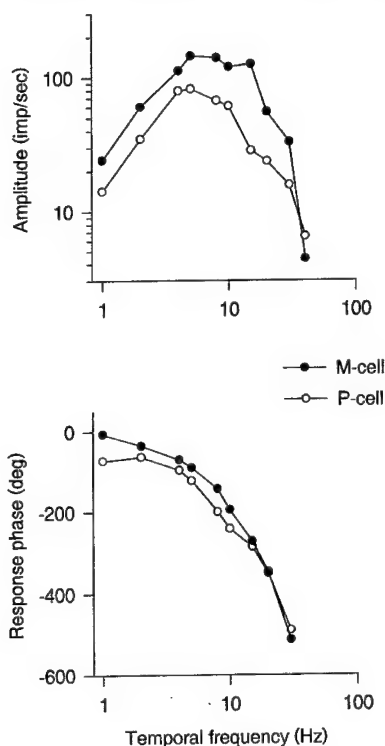 Amplitude (imp/sec)
100
10
1 10 100
M-cell
P-cell
Response phase (deg)
0
-200
-400
-600
1 10 100
Temporal frequency (Hz)